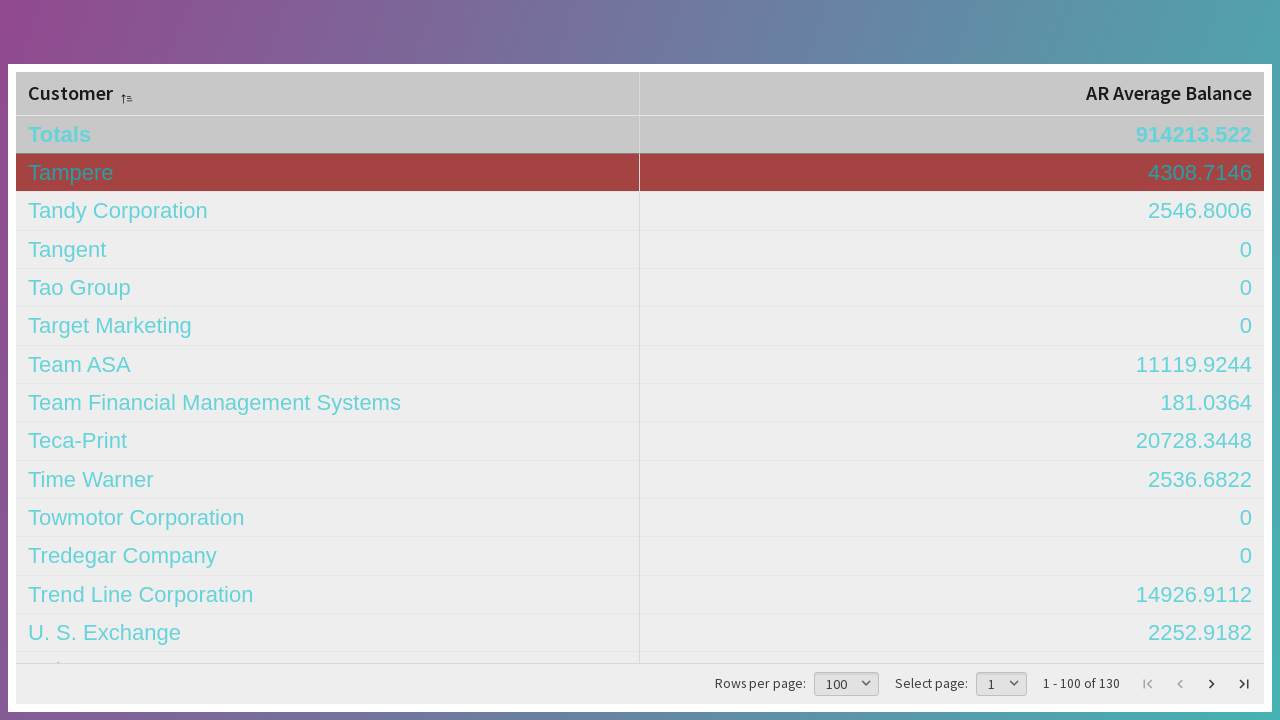 Customer AR Average Balance
Totals 914213.522
Tampere 4308.7146
Tandy Corporation 2546.8006
Tangent 0
Tao Group 0
Target Marketing 0
Team ASA 11119.9244
Team Financial Management Systems 181.0364
Teca-Print 20728.3448
Time Warner 2536.6822
Towmotor Corporation 0
Tredegar Company 0
Trend Line Corporation 14926.9112
U. S. Exchange 2252.9182
Rows per page: 100 Select page: 1 1 - 100 of 130